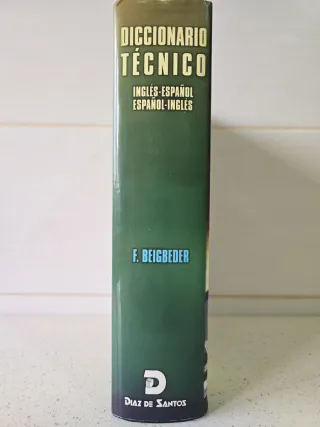 DICCIONARIO
TÉCNICO
INGLÉS-ESPAÑOL
ESPAÑOL-INGLÉS
F. BEIGBEDER
D
DIAZ DE SANTOS